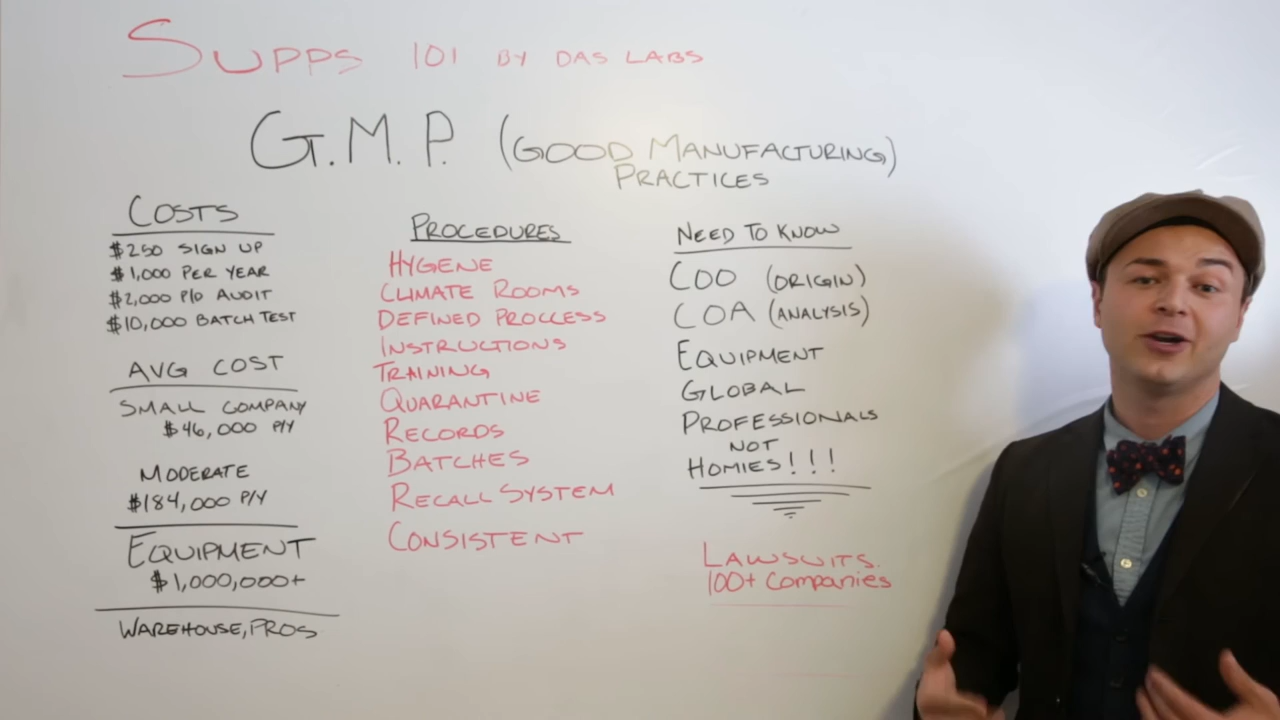 SUPPS 101 BY DAS LABS
G.M.P. (GOOD MANUFACTURING)
PRACTICES
COSTS
$250 SIGN UP
$1,000 PER YEAR
$2,000 P/D AUDIT
$10,000 BATCH TEST
AVG COST
SMALL COMPANY
$46,000 P/Y
MODERATE
$184,000 P/Y
EQUIPMENT
$1,000,000+
WAREHOUSE, PROS
PROCEDURES
HYGENE
CLIMATE ROOMS
DEFINED PROCCESS
INSTRUCTIONS
TRAINING
QUARANTINE
RECORDS
BATCHES
RECALL SYSTEM
CONSISTENT
NEED TO KNOW
COO (ORIGIN)
COA (ANALYSIS)
EQUIPMENT
GLOBAL
PROFESSIONALS
NOT
HOMIES!!!
LAWSUITS.
100+ Companies